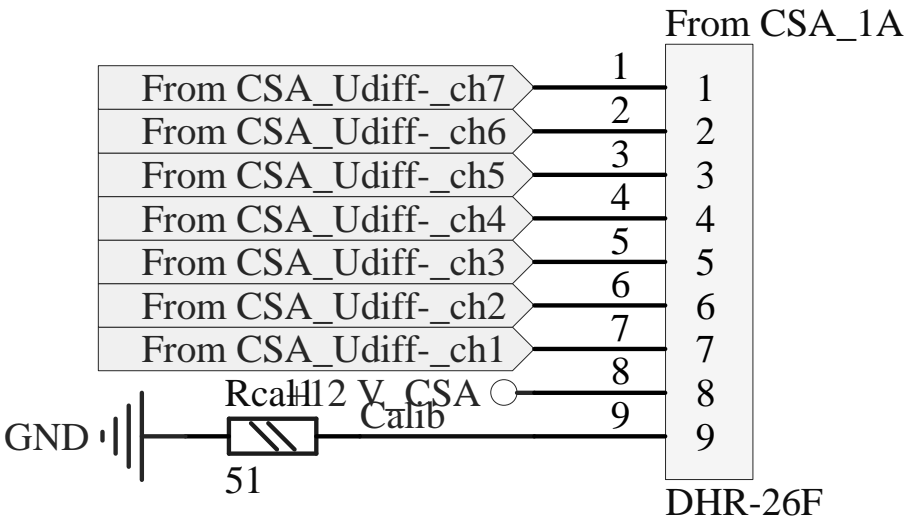 From CSA_1A
From CSA_Udiff-_ch7 1 1
From CSA_Udiff-_ch6 2 2
From CSA_Udiff-_ch5 3 3
From CSA_Udiff-_ch4 4 4
From CSA_Udiff-_ch3 5 5
From CSA_Udiff-_ch2 6 6
From CSA_Udiff-_ch1 7 7
Rcal1 +12 V_CSA 8 8
Calib
GND 9 9
51
DHR-26F